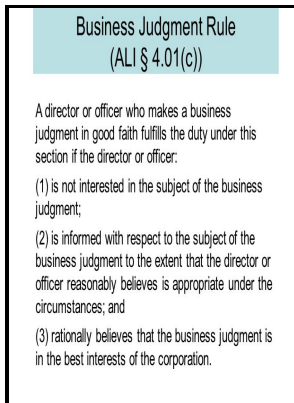 Business Judgment Rule
(ALI § 4.01(c))
A director or officer who makes a business
judgment in good faith fulfills the duty under this
section if the director or officer:
(1) is not interested in the subject of the business
judgment;
(2) is informed with respect to the subject of the
business judgment to the extent that the director or
officer reasonably believes is appropriate under the
circumstances; and
(3) rationally believes that the business judgment is
in the best interests of the corporation.